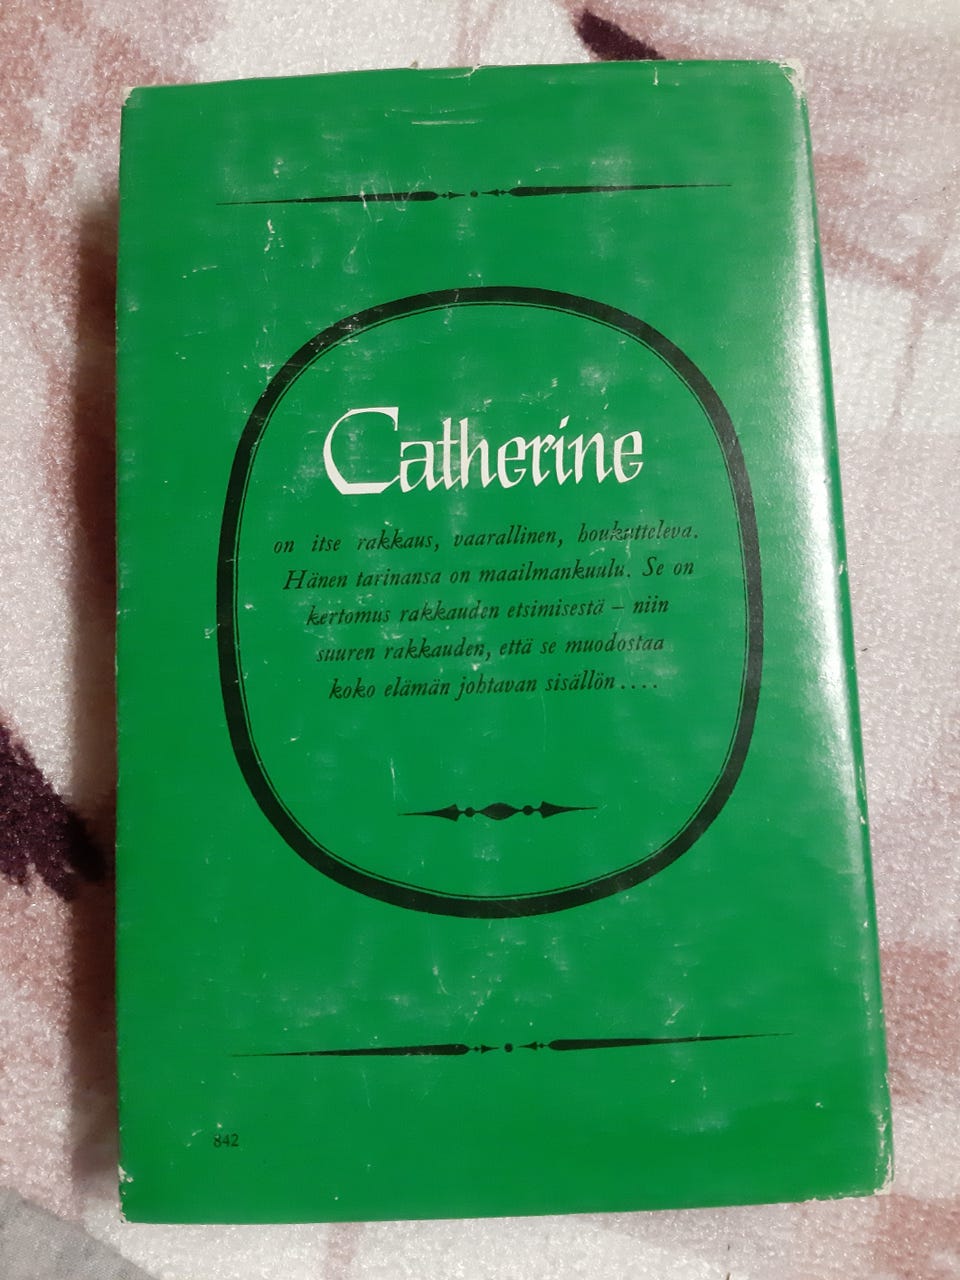 Catherine
on itse rakkaus, vaarallinen, houkutteleva.
Hänen tarinansa on maailmankuulu. Se on
kertomus rakkauden etsimisestä – niin
suuren rakkauden, että se muodostaa
koko elämän johtavan sisällön . . . .
842